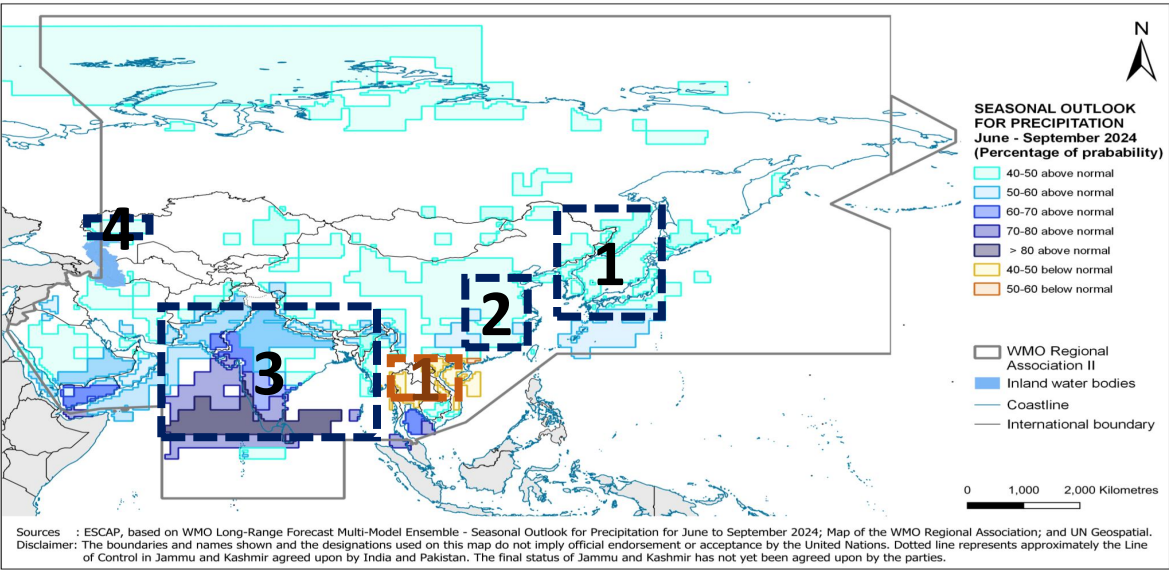 N
SEASONAL OUTLOOK
FOR PRECIPITATION
June - September 2024
(Percentage of prabability)
40-50 above normal
50-60 above normal
60-70 above normal
70-80 above normal
> 80 above normal
40-50 below normal
50-60 below normal
4
1
2
3
1
WMO Regional
Association II
Inland water bodies
Coastline
International boundary
0 1,000 2,000 Kilometres
Sources : ESCAP, based on WMO Long-Range Forecast Multi-Model Ensemble - Seasonal Outlook for Precipitation for June to September 2024; Map of the WMO Regional Association; and UN Geospatial.
Disclaimer: The boundaries and names shown and the designations used on this map do not imply official endorsement or acceptance by the United Nations. Dotted line represents approximately the Line
of Control in Jammu and Kashmir agreed upon by India and Pakistan. The final status of Jammu and Kashmir has not yet been agreed upon by the parties.